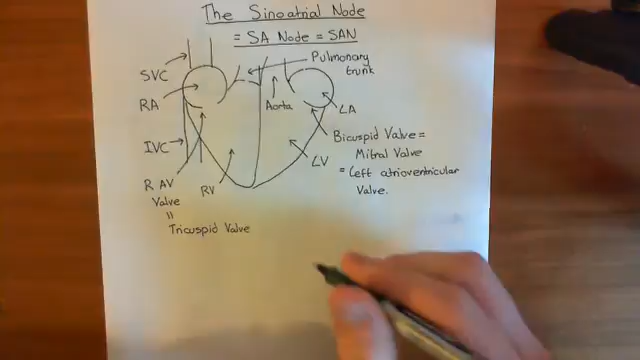 The Sinoatrial Node
= SA Node = SAN
Pulmonary
trunk
SVC
RA
Aorta
LA
Bicuspid Valve =
Mitral Valve
= Left atrioventricular
Valve.
IVC
LV
R AV
Valve
=
Tricuspid Valve
RV